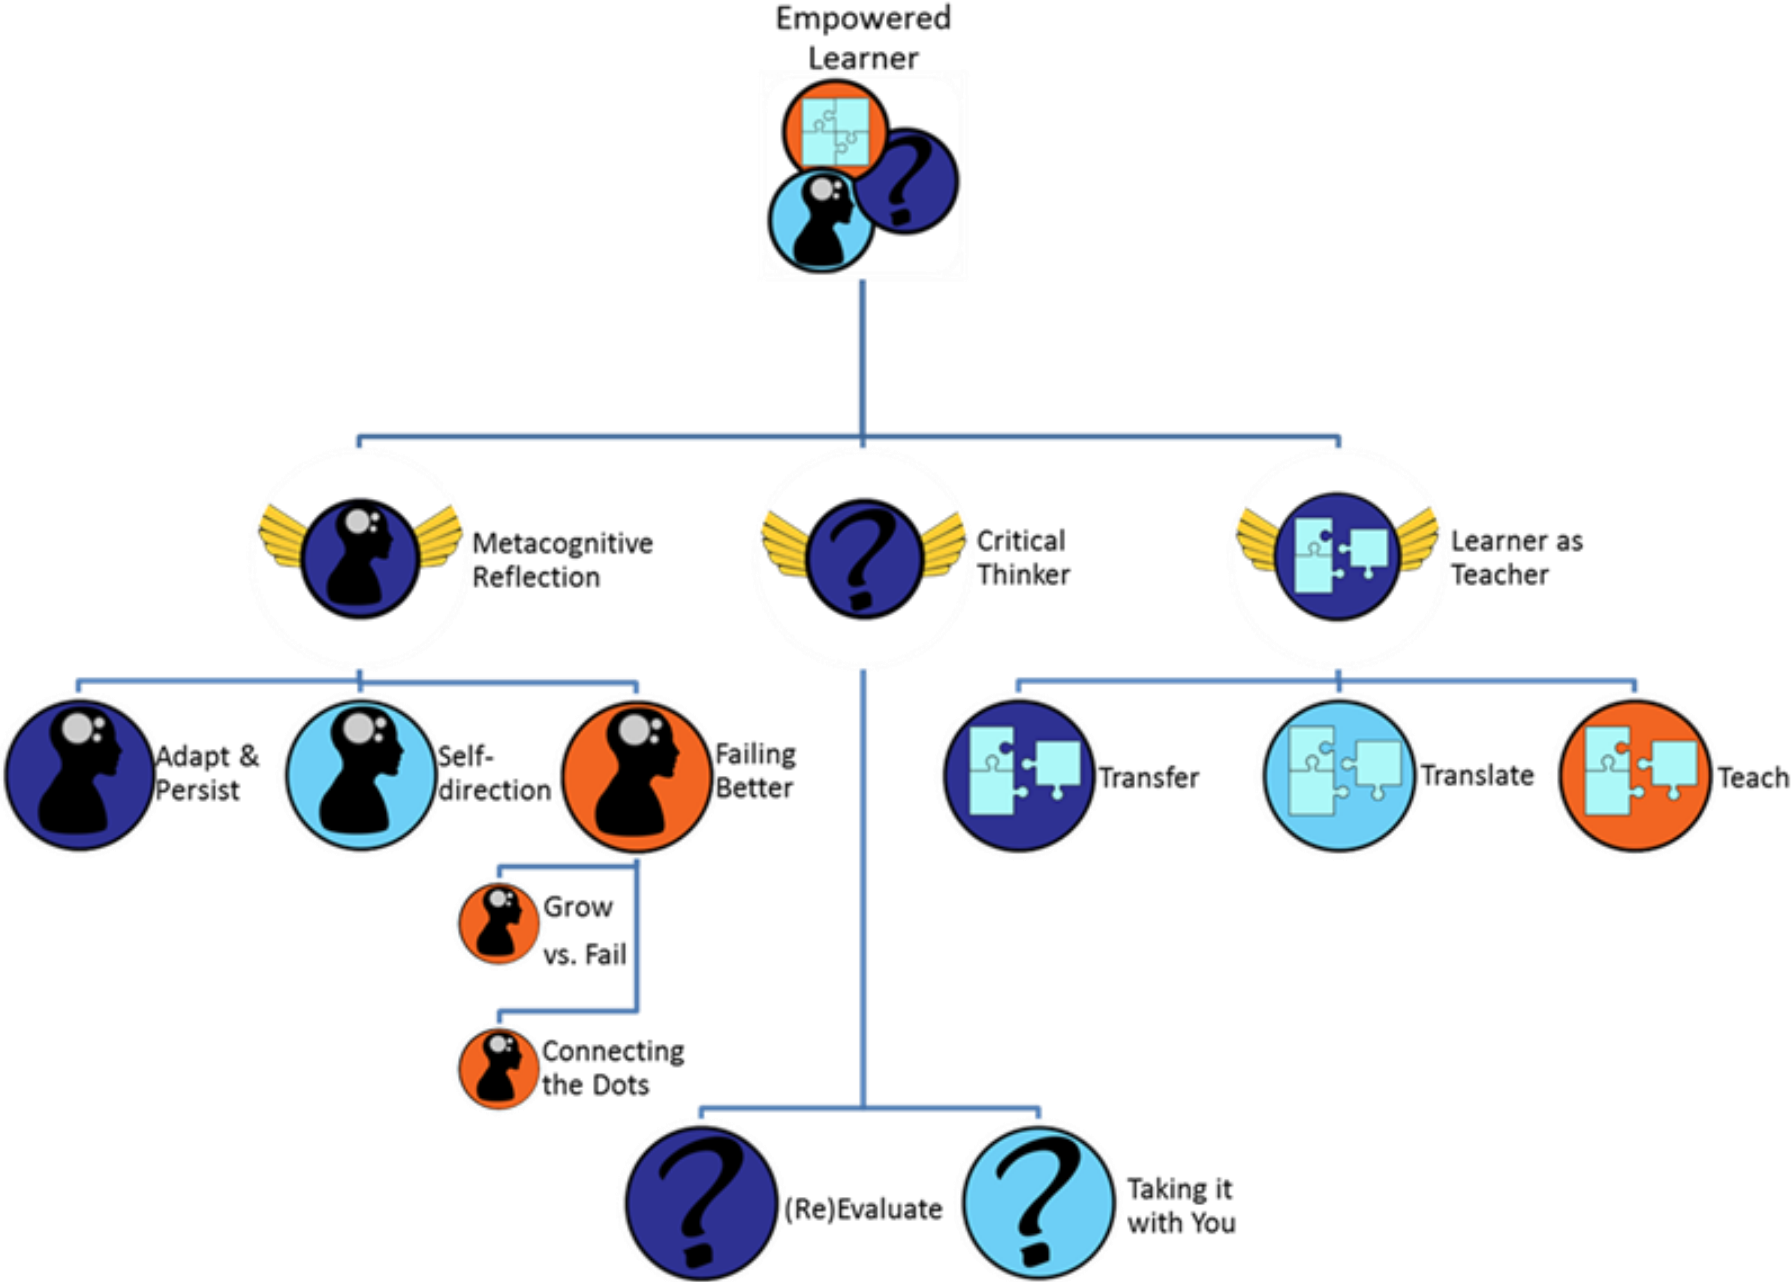 Empowered
Learner
Metacognitive
Reflection
Critical
Thinker
Learner as
Teacher
Adapt &
Persist
Self-
direction
Failing
Better
Transfer
Translate
Teach
Grow
vs. Fail
Connecting
the Dots
(Re)Evaluate
Taking it
with You